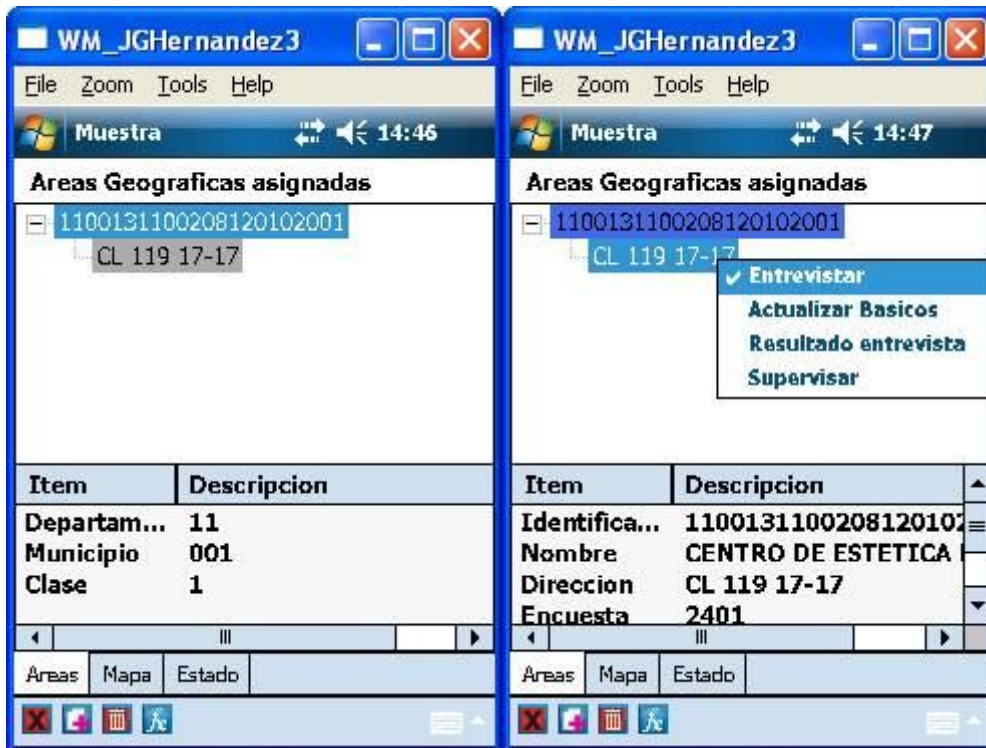 WM_JGHernandez3
File Zoom Tools Help
Muestra 14:46
Areas Geograficas asignadas
1100131100208120102001
CL 119 17-17
Item Descripcion
Departam... 11
Municipio 001
Clase 1
Areas Mapa Estado
WM_JGHernandez3
File Zoom Tools Help
Muestra 14:47
Areas Geograficas asignadas
1100131100208120102001
CL 119 17-17
Entrevistar
Actualizar Basicos
Resultado entrevista
Supervisar
Item Descripcion
Identifica... 1100131100208120102
Nombre CENTRO DE ESTETICA
Direccion CL 119 17-17
Encuesta 2401
Areas Mapa Estado